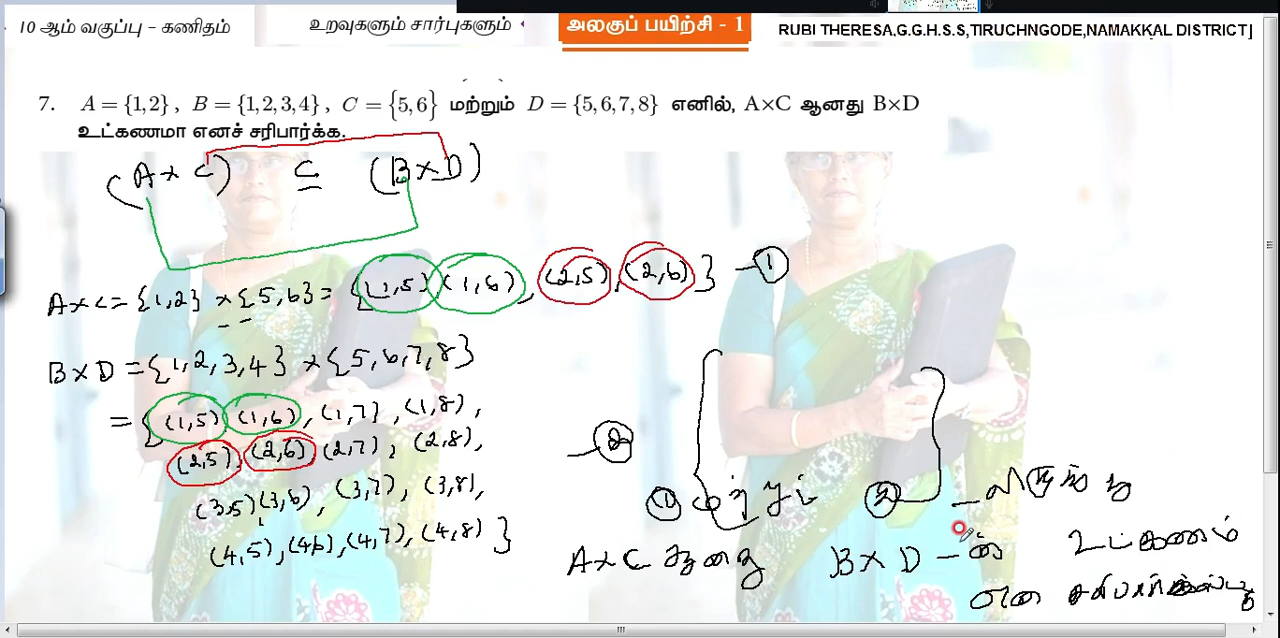 10 ஆம் வகுப்பு – கணிதம்
உறவுகளும் சார்புகளும்
அலகுப் பயிற்சி - 1
RUBI THERESA,G.G.H.S.S,TIRUCHNGODE,NAMAKKAL DISTRICT]
7. A = {1,2} , B = {1,2,3,4} , C = {5,6} மற்றும் D = {5,6,7,8} எனில், A×C ஆனது B×D
உட்கணமா எனச் சரிபார்க்க.
(A × C) ⊆ (B × D)
A×C = {1,2} × {5,6} = {(1,5) (1,6), (2,5), (2,6)} – ①
B×D = {1,2,3,4} × {5,6,7,8}
= {(1,5) (1,6), (1,7), (1,8),
(2,5), (2,6) (2,7), (2,8),
(3,5) (3,6), (3,7), (3,8),
(4,5), (4,6), (4,7), (4,8)}
– ②
① மற்றும் ② – லிருந்து
A×C ஆனது B×D – ன் உட்கணம்
என சரிபார்க்கப்பட்டது